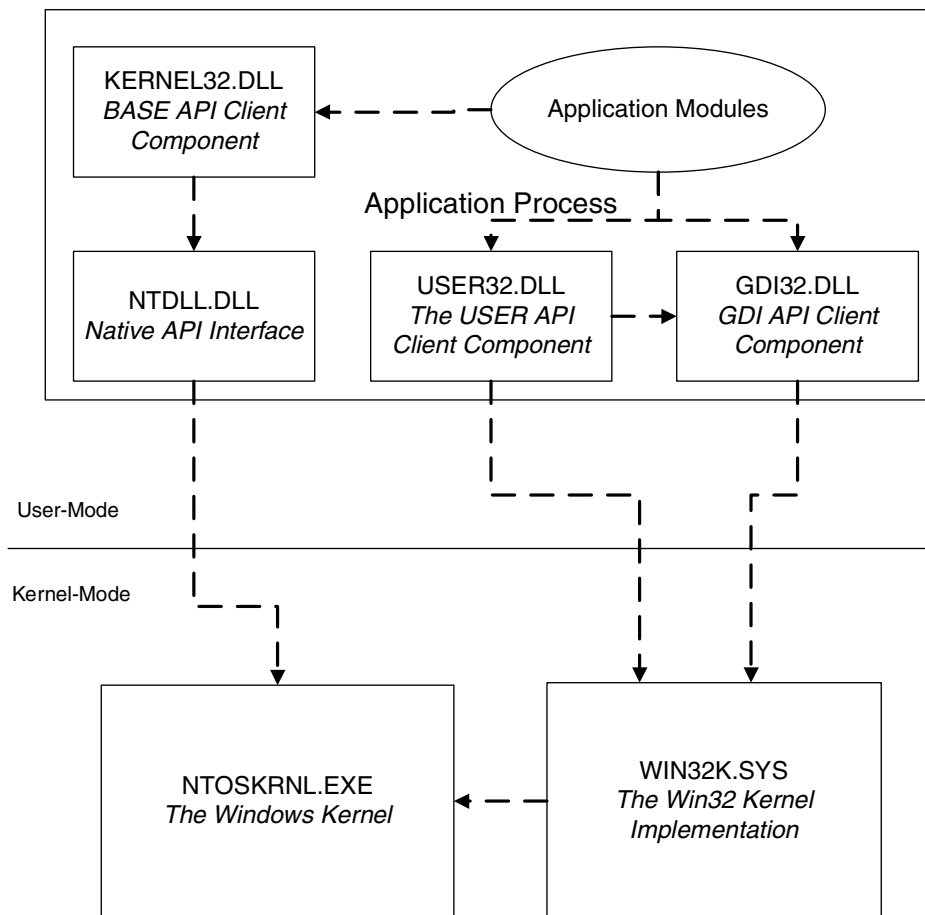 KERNEL32.DLL
BASE API Client
Component
Application Modules
Application Process
NTDLL.DLL
Native API Interface
USER32.DLL
The USER API
Client Component
GDI32.DLL
GDI API Client
Component
User-Mode
Kernel-Mode
NTOSKRNL.EXE
The Windows Kernel
WIN32K.SYS
The Win32 Kernel
Implementation